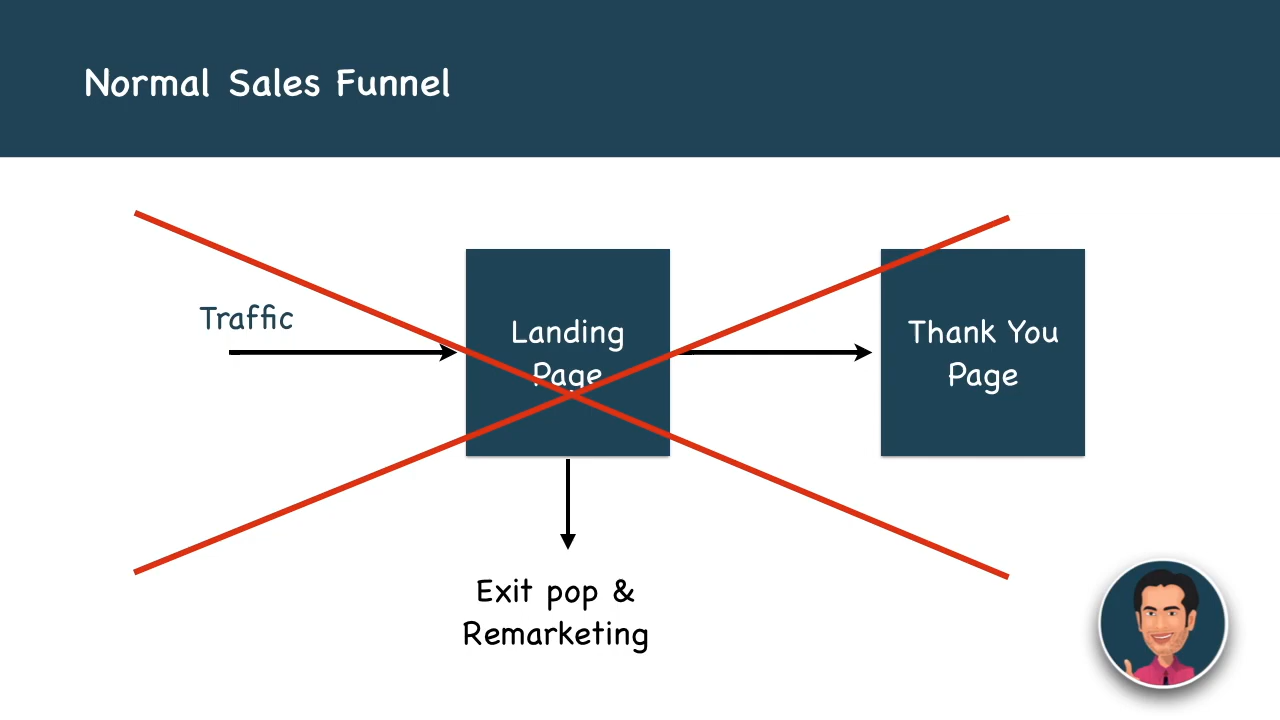 Normal Sales Funnel
Traffic
Landing
Page
Thank You
Page
Exit pop &
Remarketing